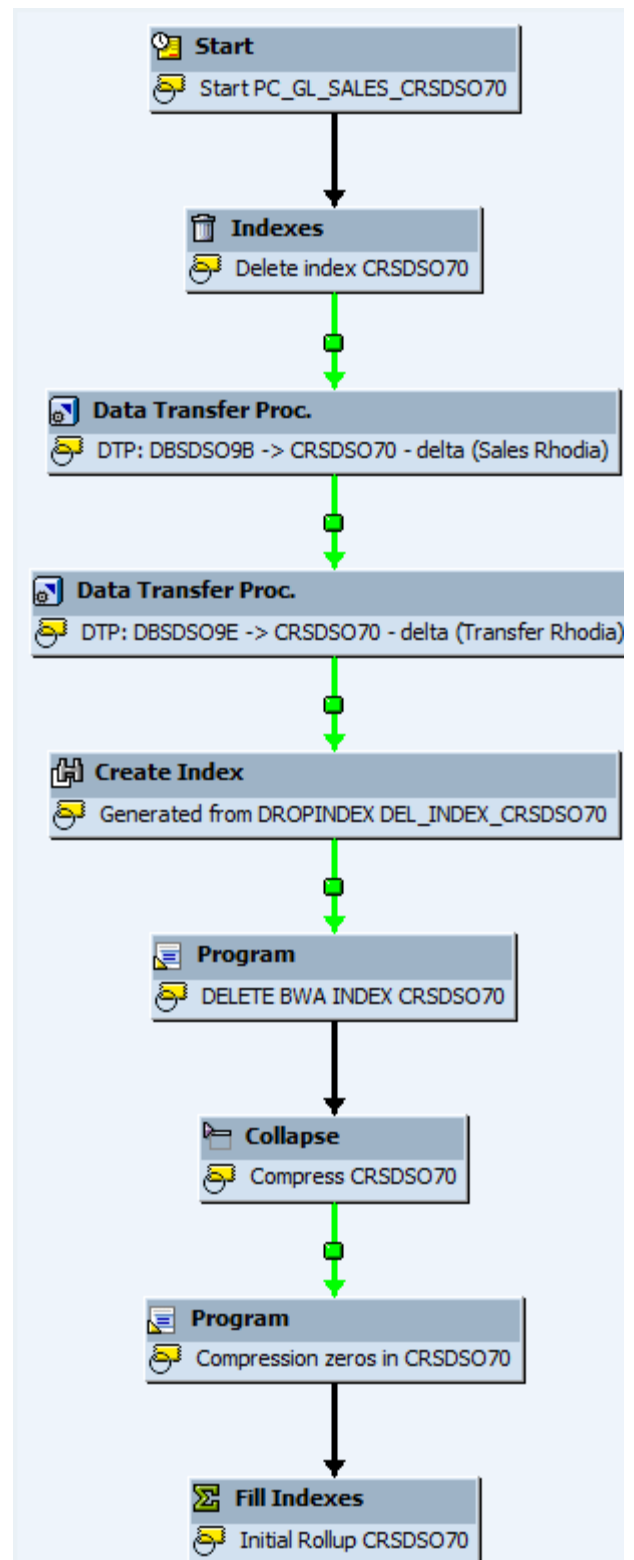 Start
Start PC_GL_SALES_CRSDSO70
Indexes
Delete index CRSDSO70
Data Transfer Proc.
DTP: DBSDSO9B -> CRSDSO70 - delta (Sales Rhodia)
Data Transfer Proc.
DTP: DBSDSO9E -> CRSDSO70 - delta (Transfer Rhodia)
Create Index
Generated from DROPINDEX DEL_INDEX_CRSDSO70
Program
DELETE BWA INDEX CRSDSO70
Collapse
Compress CRSDSO70
Program
Compression zeros in CRSDSO70
Fill Indexes
Initial Rollup CRSDSO70